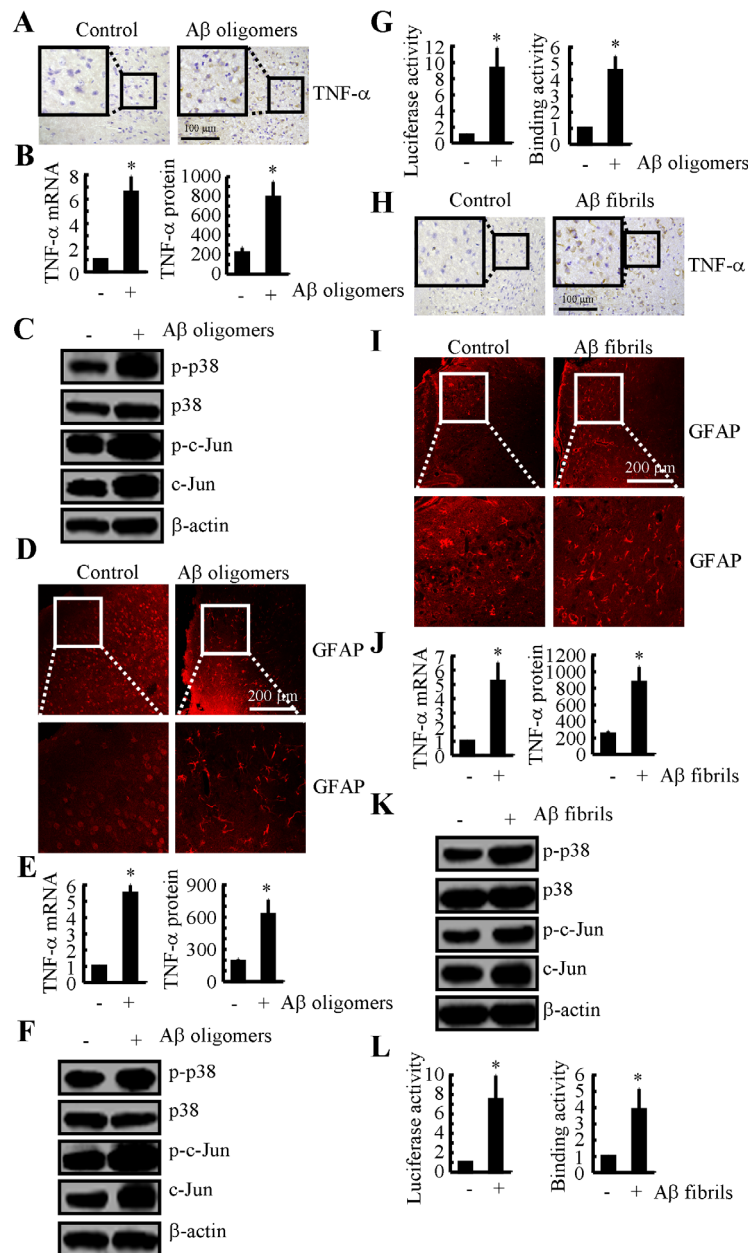 A
Control
Aβ oligomers
TNF-α
100 μm
B
TNF-α mRNA
8
6
4
2
0
-
+
*
TNF-α protein
1000
800
600
400
200
0
-
+
*
Aβ oligomers
C
-
+
Aβ oligomers
p-p38
p38
p-c-Jun
c-Jun
β-actin
D
Control
Aβ oligomers
GFAP
200 μm
GFAP
E
TNF-α mRNA
6
5
4
3
2
1
0
-
+
*
TNF-α protein
900
600
300
0
-
+
*
Aβ oligomers
F
-
+
Aβ oligomers
p-p38
p38
p-c-Jun
c-Jun
β-actin
G
Luciferase activity
12
10
8
6
4
2
0
-
+
*
Binding activity
6
5
4
3
2
1
0
-
+
*
Aβ oligomers
H
Control
Aβ fibrils
TNF-α
100 μm
I
Control
Aβ fibrils
GFAP
200 μm
GFAP
J
TNF-α mRNA
7
6
5
4
3
2
1
0
-
+
*
TNF-α protein
1200
1000
800
600
400
200
0
-
+
*
Aβ fibrils
K
-
+
Aβ fibrils
p-p38
p38
p-c-Jun
c-Jun
β-actin
L
Luciferase activity
10
8
6
4
2
0
-
+
*
Binding activity
6
5
4
3
2
1
0
-
+
*
Aβ fibrils